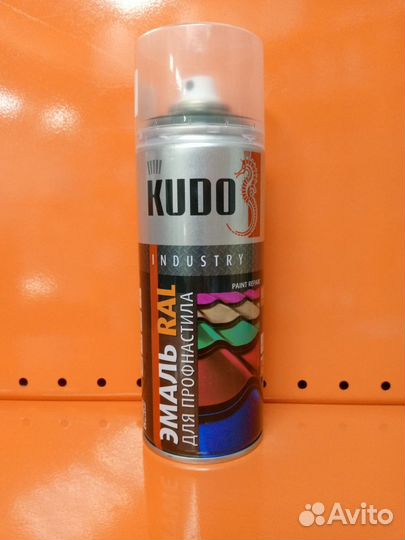 KUDO
INDUSTRY
PAINT REPAIR
ЭМАЛЬ RAL
ДЛЯ ПРОФНАСТИЛА
Avito